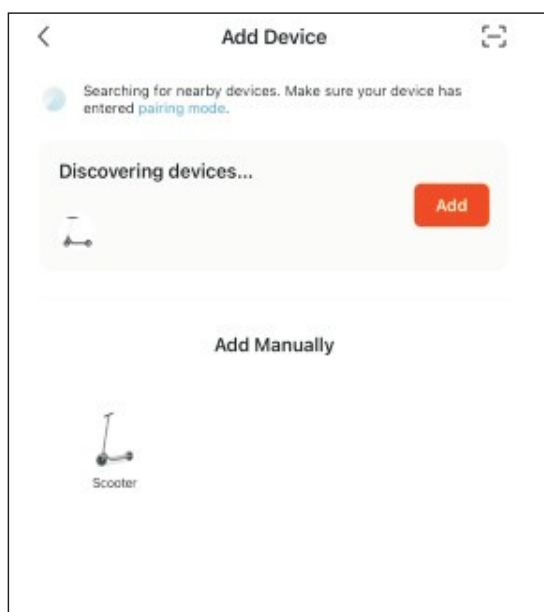 Add Device
Searching for nearby devices. Make sure your device has
entered pairing mode.
Discovering devices...
Add
Add Manually
Scooter